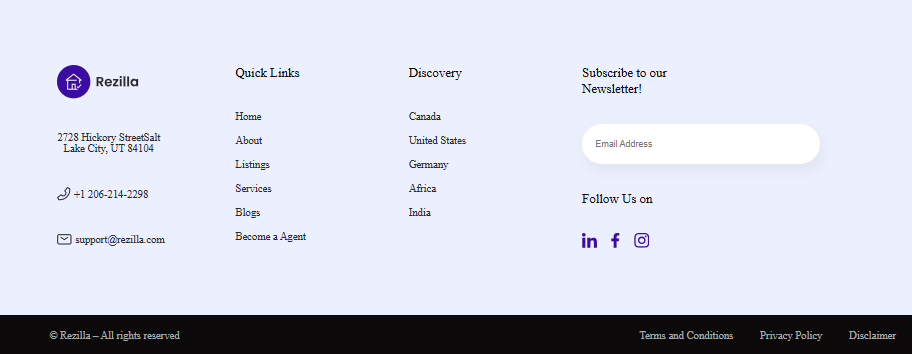 Rezilla
2728 Hickory StreetSalt
Lake City, UT 84104
+1 206-214-2298
support@rezilla.com
Quick Links
Home
About
Listings
Services
Blogs
Become a Agent
Discovery
Canada
United States
Germany
Africa
India
Subscribe to our
Newsletter!
Email Address
Follow Us on
© Rezilla – All rights reserved
Terms and Conditions
Privacy Policy
Disclaimer